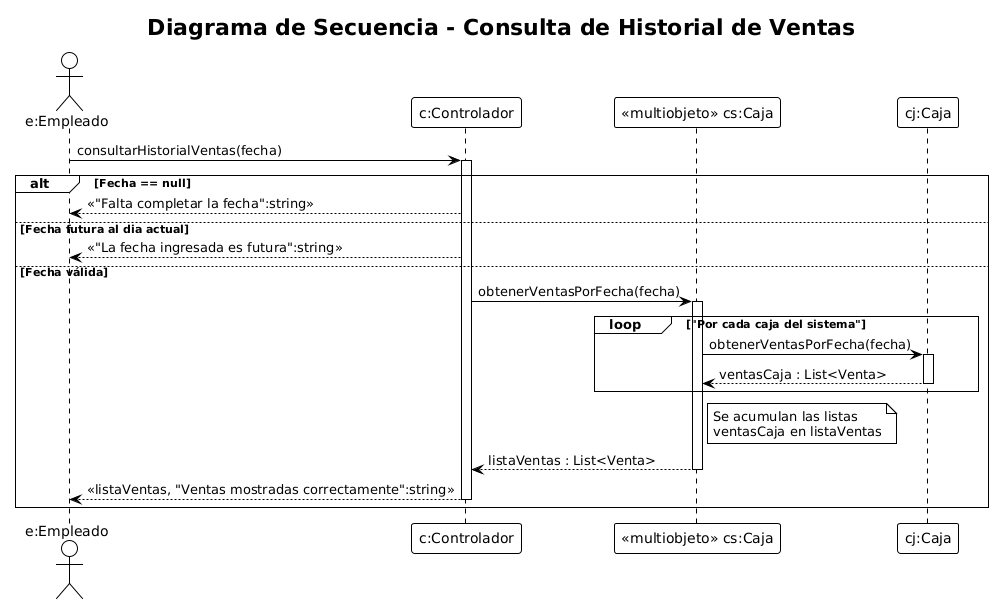 Diagrama de Secuencia - Consulta de Historial de Ventas
e:Empleado
c:Controlador
«multiobjeto» cs:Caja
cj:Caja
consultarHistorialVentas(fecha)
alt
[Fecha == null]
«"Falta completar la fecha":string»
[Fecha futura al dia actual]
«"La fecha ingresada es futura":string»
[Fecha válida]
obtenerVentasPorFecha(fecha)
loop
["Por cada caja del sistema"]
obtenerVentasPorFecha(fecha)
ventasCaja : List<Venta>
Se acumulan las listas
ventasCaja en listaVentas
listaVentas : List<Venta>
«listaVentas, "Ventas mostradas correctamente":string»
e:Empleado
c:Controlador
«multiobjeto» cs:Caja
cj:Caja